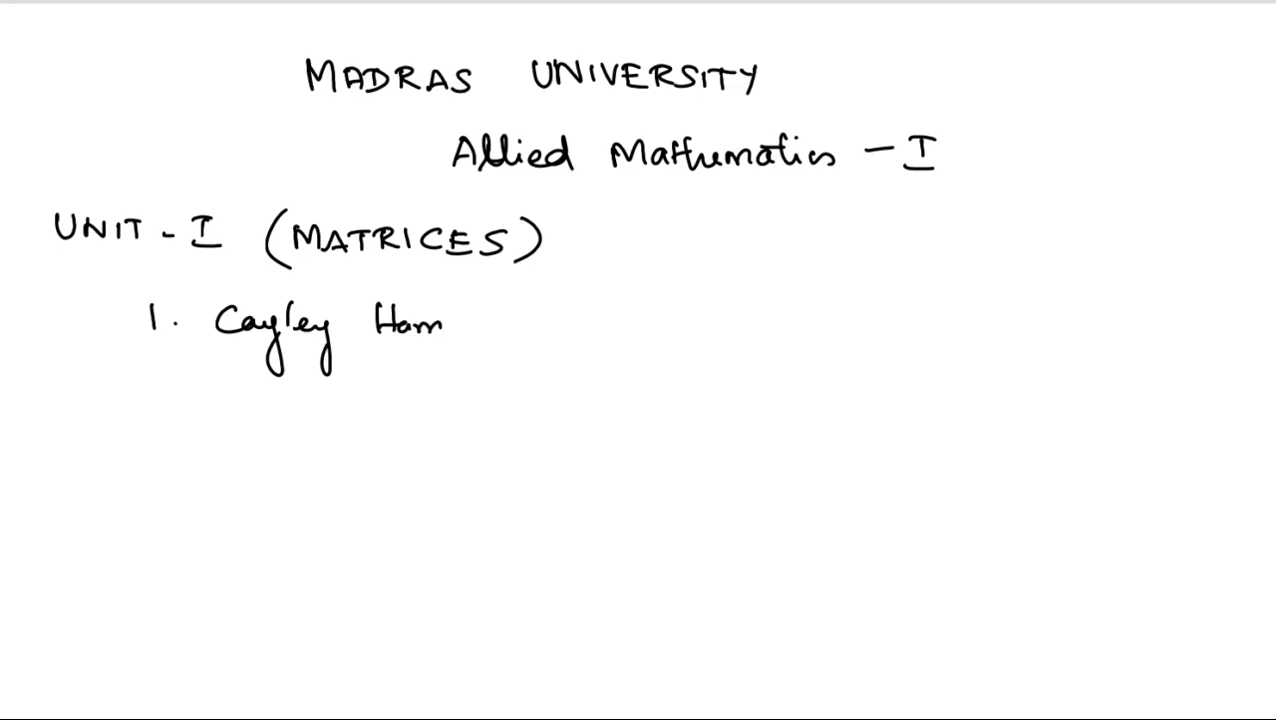 MADRAS UNIVERSITY
Allied Mathematics - I
UNIT - I (MATRICES)
1. Cayley Ham